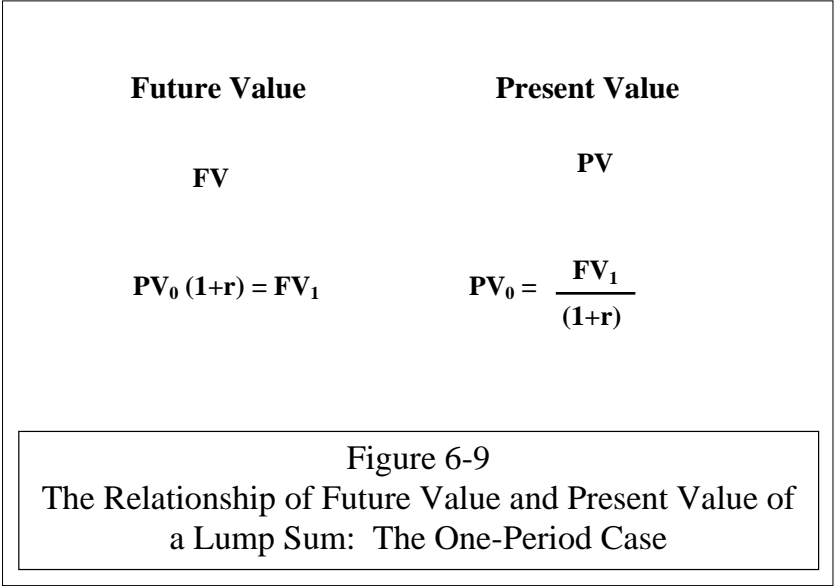 Future Value Present Value
FV PV
PV₀ (1+r) = FV₁ PV₀ = FV₁
(1+r)
Figure 6-9
The Relationship of Future Value and Present Value of
a Lump Sum: The One-Period Case